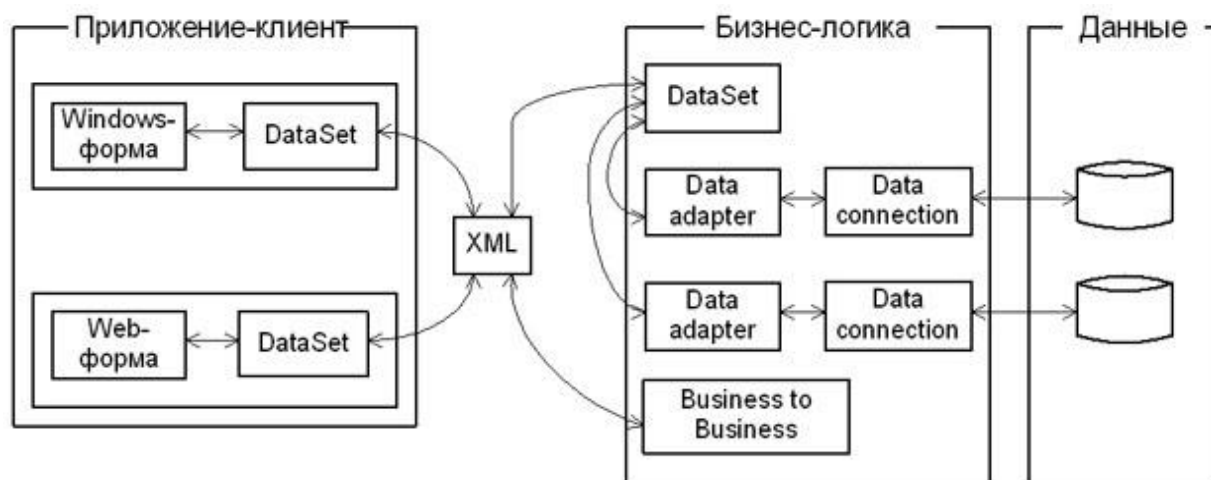 Приложение-клиент
Бизнес-логика
Данные
Windows-
форма
DataSet
DataSet
Data
adapter
Data
connection
XML
Web-
форма
DataSet
Data
adapter
Data
connection
Business to
Business